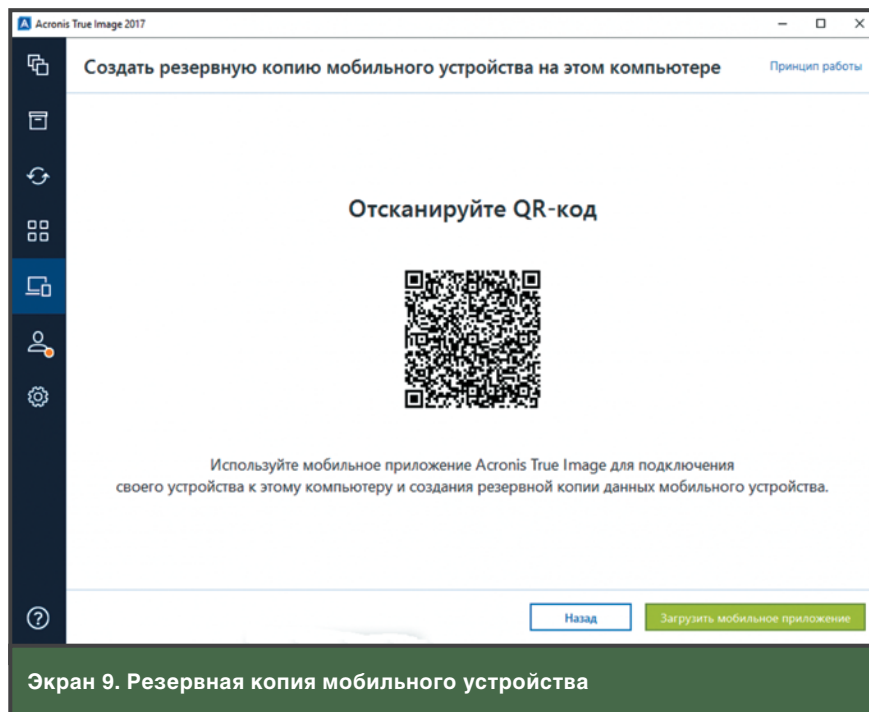 Acronis True Image 2017
Создать резервную копию мобильного устройства на этом компьютере
Принцип работы
Отсканируйте QR-код
Используйте мобильное приложение Acronis True Image для подключения
своего устройства к этому компьютеру и создания резервной копии данных мобильного устройства.
Назад
Загрузить мобильное приложение
Экран 9. Резервная копия мобильного устройства